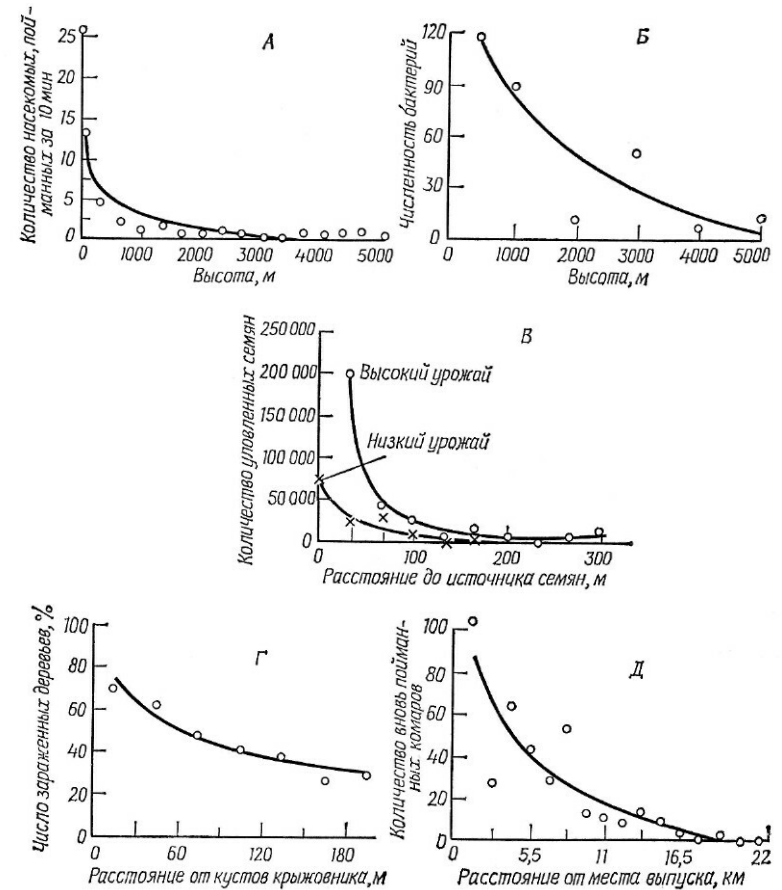 А
Количество насекомых, пой-
манных за 10 мин
25
20
15
10
5
0
0 1000 2000 3000 4000 5000
Высота, м
Б
Численность бактерий
120
90
60
30
0
1000 2000 3000 4000 5000
Высота, м
В
Количество уловленных семян
250 000
200 000
150 000
100 000
50 000
0
Высокий урожай
Низкий урожай
0 100 200 300
Расстояние до источника семян, м
Г
Число зараженных деревьев, %
100
80
60
40
20
0
0 60 120 180
Расстояние от кустов крыжовника, м
Д
Количество вновь пойман-
ных комаров
100
80
60
40
20
0
0 5,5 11 16,5 22
Расстояние от места выпуска, км